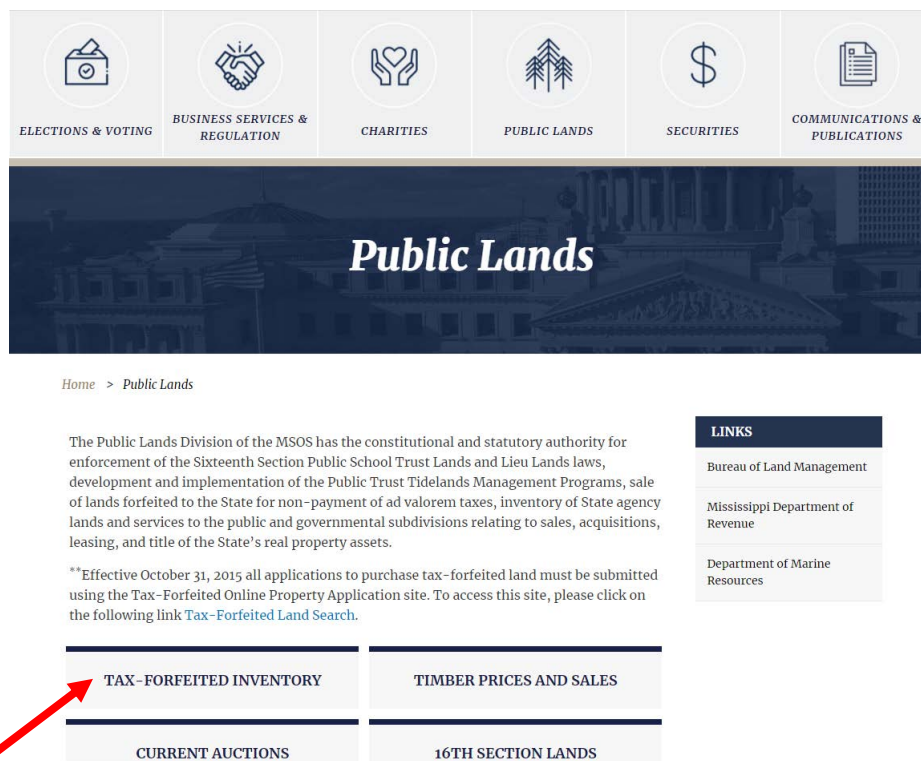 ELECTIONS & VOTING
BUSINESS SERVICES &
REGULATION
CHARITIES
PUBLIC LANDS
SECURITIES
COMMUNICATIONS &
PUBLICATIONS
Public Lands
Home > Public Lands
The Public Lands Division of the MSOS has the constitutional and statutory authority for
enforcement of the Sixteenth Section Public School Trust Lands and Lieu Lands laws,
development and implementation of the Public Trust Tidelands Management Programs, sale
of lands forfeited to the State for non-payment of ad valorem taxes, inventory of State agency
lands and services to the public and governmental subdivisions relating to sales, acquisitions,
leasing, and title of the State's real property assets.
**Effective October 31, 2015 all applications to purchase tax-forfeited land must be submitted
using the Tax-Forfeited Online Property Application site. To access this site, please click on
the following link Tax-Forfeited Land Search.
LINKS
Bureau of Land Management
Mississippi Department of
Revenue
Department of Marine
Resources
TAX-FORFEITED INVENTORY
TIMBER PRICES AND SALES
CURRENT AUCTIONS
16TH SECTION LANDS